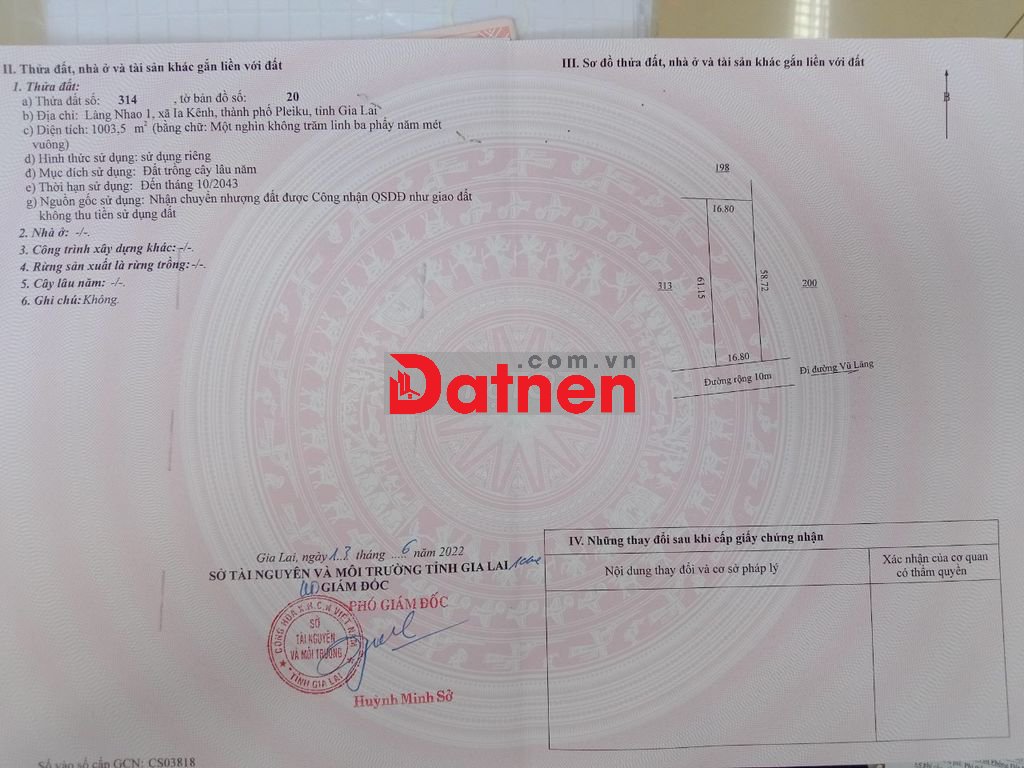 II. Thửa đất, nhà ở và tài sản khác gắn liền với đất
1. Thửa đất:
a) Thửa đất số: 314 , tờ bản đồ số: 20
b) Địa chỉ: Làng Nhao 1, xã Ia Kênh, thành phố Pleiku, tỉnh Gia Lai
c) Diện tích: 1003,5 m² (bằng chữ: Một nghìn không trăm linh ba phẩy năm mét
vuông)
d) Hình thức sử dụng: sử dụng riêng
đ) Mục đích sử dụng: Đất trồng cây lâu năm
e) Thời hạn sử dụng: Đến tháng 10/2043
g) Nguồn gốc sử dụng: Nhận chuyển nhượng đất được Công nhận QSDĐ như giao đất
không thu tiền sử dụng đất
2. Nhà ở: -/-.
3. Công trình xây dựng khác: -/-.
4. Rừng sản xuất là rừng trồng: -/-.
5. Cây lâu năm: -/-.
6. Ghi chú: Không.
III. Sơ đồ thửa đất, nhà ở và tài sản khác gắn liền với đất
B
198
16.80
313
61.15
58.72
200
16.80
Đường rộng 10m
Đi đường Vũ Lăng
.com.vn
Datnen
Gia Lai, ngày 13 tháng 6 năm 2022
SỞ TÀI NGUYÊN VÀ MÔI TRƯỜNG TỈNH GIA LAI
GIÁM ĐỐC
PHÓ GIÁM ĐỐC
CỘNG HÒA X.H.C.N VIỆT NAM
SỞ
TÀI NGUYÊN
VÀ MÔI TRƯỜNG
TỈNH GIA LAI
Huỳnh Minh Sở
IV. Những thay đổi sau khi cấp giấy chứng nhận
Nội dung thay đổi và cơ sở pháp lý
Xác nhận của cơ quan
có thẩm quyền
Số vào sổ cấp GCN: CS03818